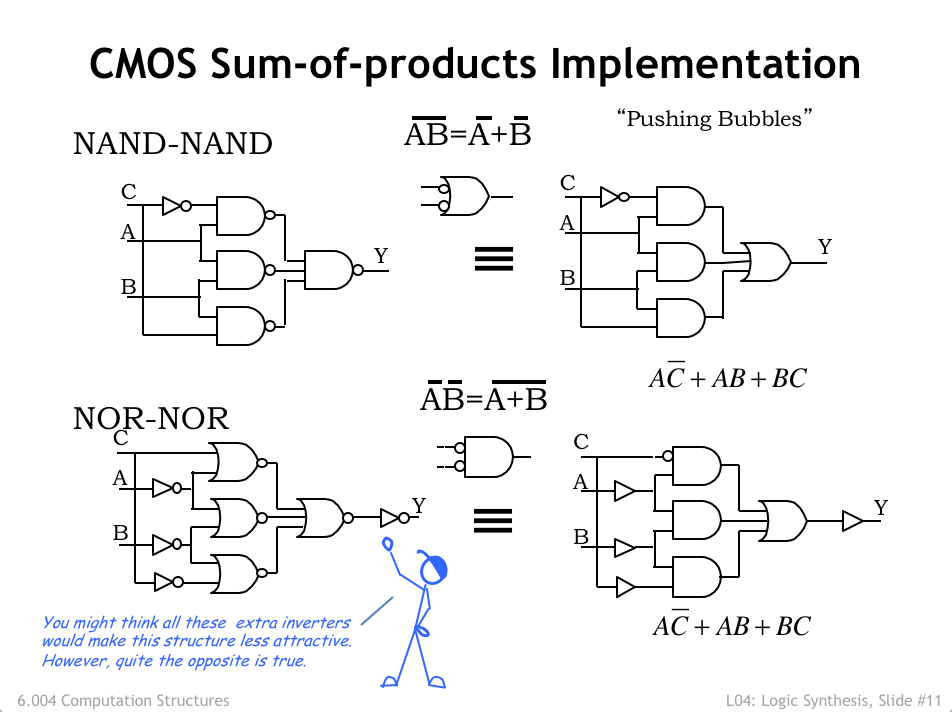 CMOS Sum-of-products Implementation
“Pushing Bubbles”
NAND-NAND
A̅B̅=A̅+B̅
C
A
B
Y
≡
C
A
B
Y
AC̅ + AB + BC
NOR-NOR
A̅ B̅=A̅+̅B̅
C
A
B
Y
≡
C
A
B
Y
AC̅ + AB + BC
You might think all these extra inverters
would make this structure less attractive.
However, quite the opposite is true.
6.004 Computation Structures
L04: Logic Synthesis, Slide #11